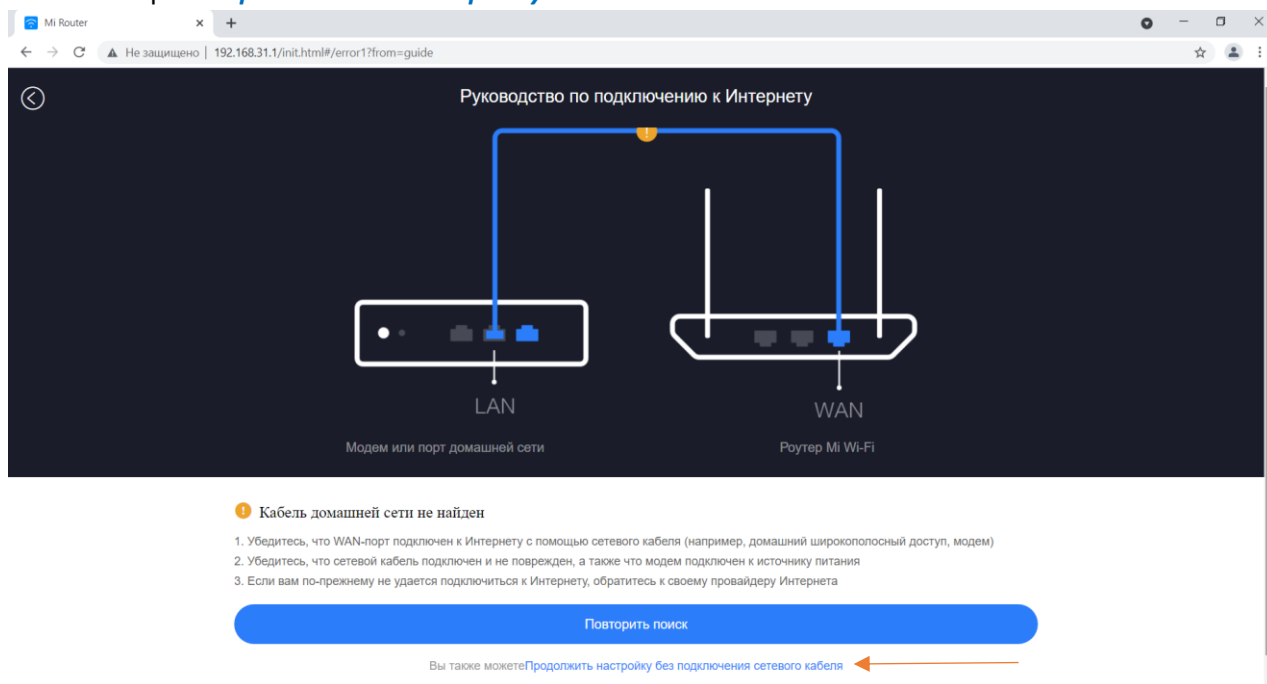 Mi Router
Не защищено | 192.168.31.1/init.html#/error1?from=guide
Руководство по подключению к Интернету
LAN
WAN
Модем или порт домашней сети
Роутер Mi Wi-Fi
Кабель домашней сети не найден
1. Убедитесь, что WAN-порт подключен к Интернету с помощью сетевого кабеля (например, домашний широкополосный доступ, модем)
2. Убедитесь, что сетевой кабель подключен и не поврежден, а также что модем подключен к источнику питания
3. Если вам по-прежнему не удается подключиться к Интернету, обратитесь к своему провайдеру Интернета
Повторить поиск
Вы также можетеПродолжить настройку без подключения сетевого кабеля